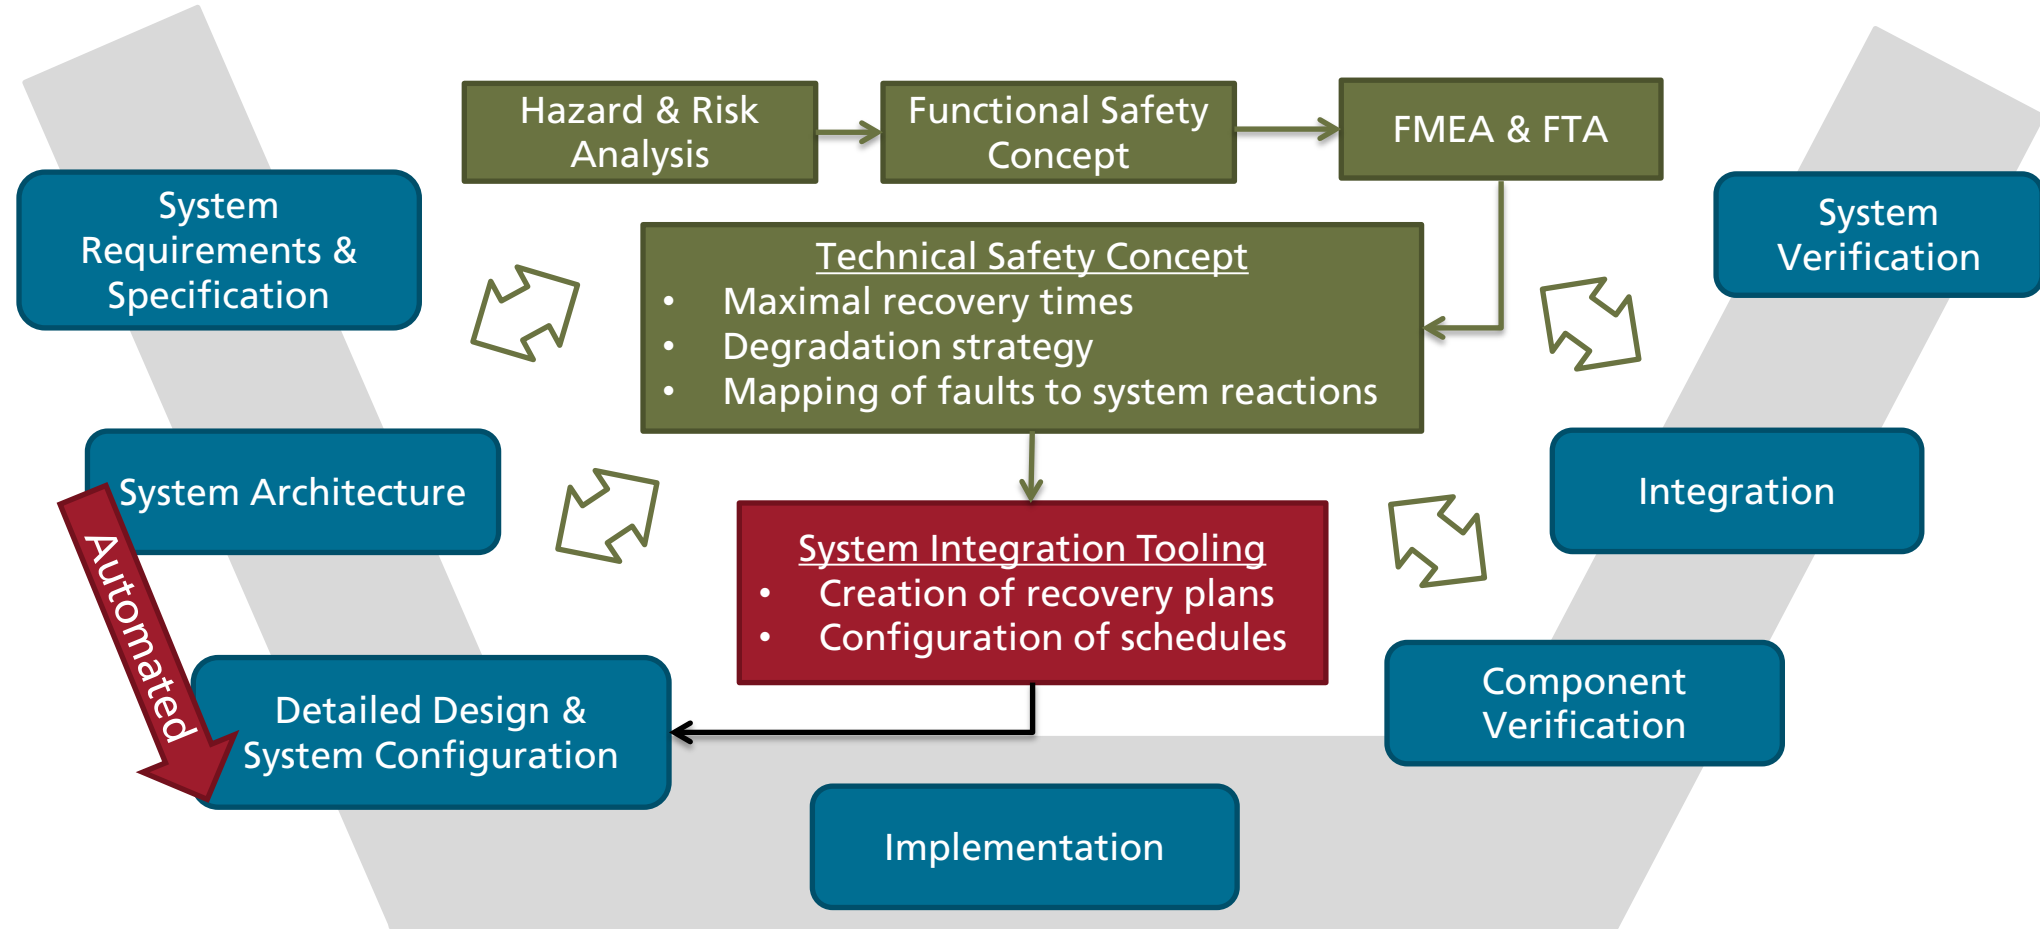 Hazard & Risk
Analysis
Functional Safety
Concept
FMEA & FTA
System
Requirements &
Specification
System
Verification
Technical Safety Concept
• Maximal recovery times
• Degradation strategy
• Mapping of faults to system reactions
System Architecture
Integration
Automated
System Integration Tooling
• Creation of recovery plans
• Configuration of schedules
Detailed Design &
System Configuration
Component
Verification
Implementation